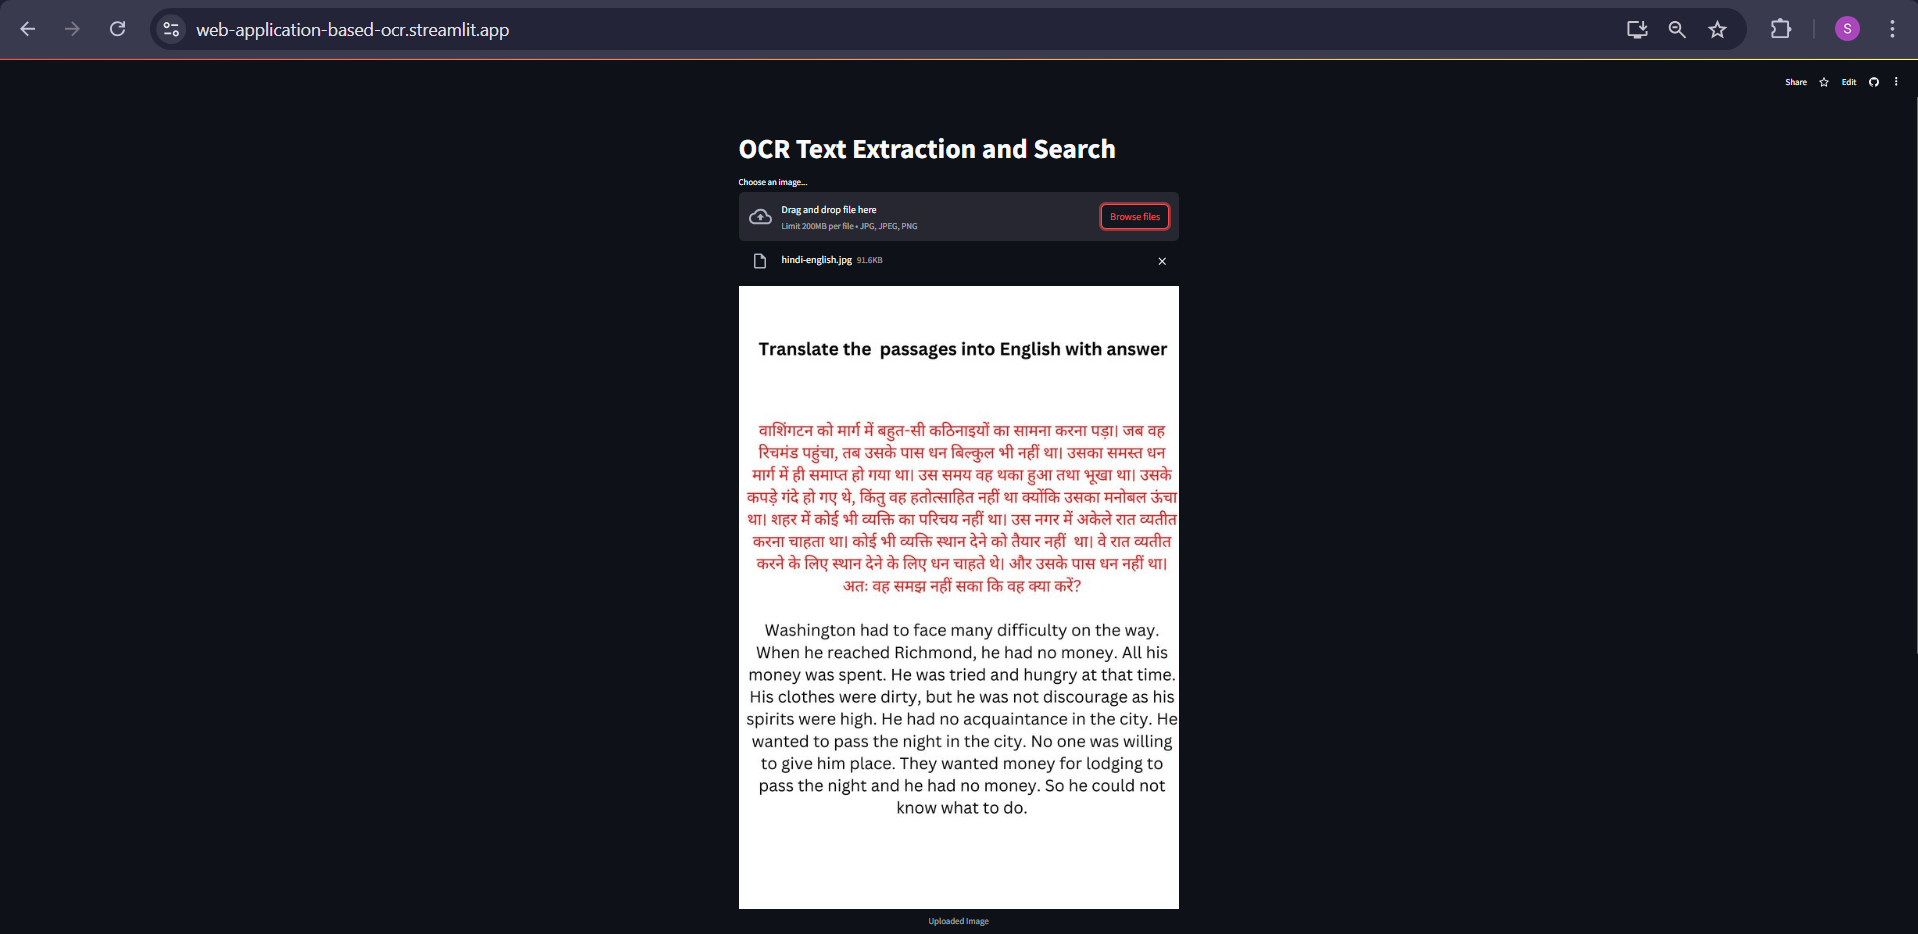 web-application-based-ocr.streamlit.app
S
Share
Edit
OCR Text Extraction and Search
Choose an image...
Drag and drop file here
Limit 200MB per file • JPG, JPEG, PNG
Browse files
hindi-english.jpg 91.6KB
Translate the passages into English with answer
वाशिंगटन को मार्ग में बहुत-सी कठिनाइयों का सामना करना पड़ा। जब वह
रिचमंड पहुंचा, तब उसके पास धन बिल्कुल भी नहीं था। उसका समस्त धन
मार्ग में ही समाप्त हो गया था। उस समय वह थका हुआ तथा भूखा था। उसके
कपड़े गंदे हो गए थे, किंतु वह हतोत्साहित नहीं था क्योंकि उसका मनोबल ऊंचा
था। शहर में कोई भी व्यक्ति का परिचय नहीं था। उस नगर में अकेले रात व्यतीत
करना चाहता था। कोई भी व्यक्ति स्थान देने को तैयार नहीं था। वे रात व्यतीत
करने के लिए स्थान देने के लिए धन चाहते थे। और उसके पास धन नहीं था।
अतः वह समझ नहीं सका कि वह क्या करें?
Washington had to face many difficulty on the way.
When he reached Richmond, he had no money. All his
money was spent. He was tried and hungry at that time.
His clothes were dirty, but he was not discourage as his
spirits were high. He had no acquaintance in the city. He
wanted to pass the night in the city. No one was willing
to give him place. They wanted money for lodging to
pass the night and he had no money. So he could not
know what to do.
Uploaded Image